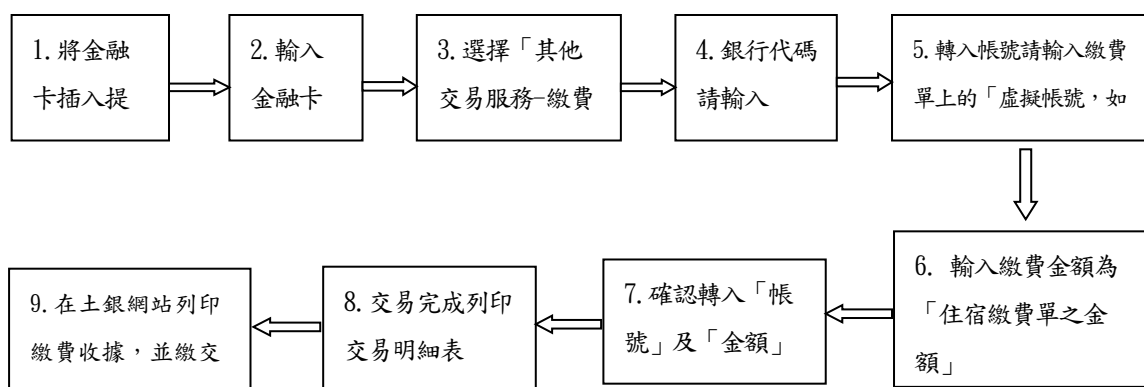 1.將金融
卡插入提
2.輸入
金融卡
3.選擇「其他
交易服務-繳費
4.銀行代碼
請輸入
5.轉入帳號請輸入繳費
單上的「虛擬帳號,如
6. 輸入繳費金額為
「住宿繳費單之金
額」
7.確認轉入「帳
號」及「金額」
8.交易完成列印
交易明細表
9.在土銀網站列印
繳費收據,並繳交